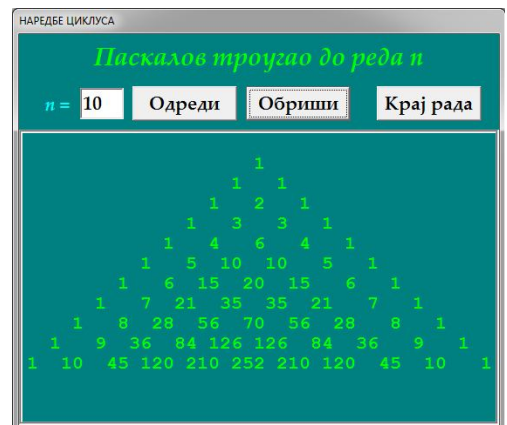 НАРЕДБЕ ЦИКЛУСА
Паскалов троугао до реда n
n = 10 Одреди Обриши Крај рада
1
1 1
1 2 1
1 3 3 1
1 4 6 4 1
1 5 10 10 5 1
1 6 15 20 15 6 1
1 7 21 35 35 21 7 1
1 8 28 56 70 56 28 8 1
1 9 36 84 126 126 84 36 9 1
1 10 45 120 210 252 210 120 45 10 1